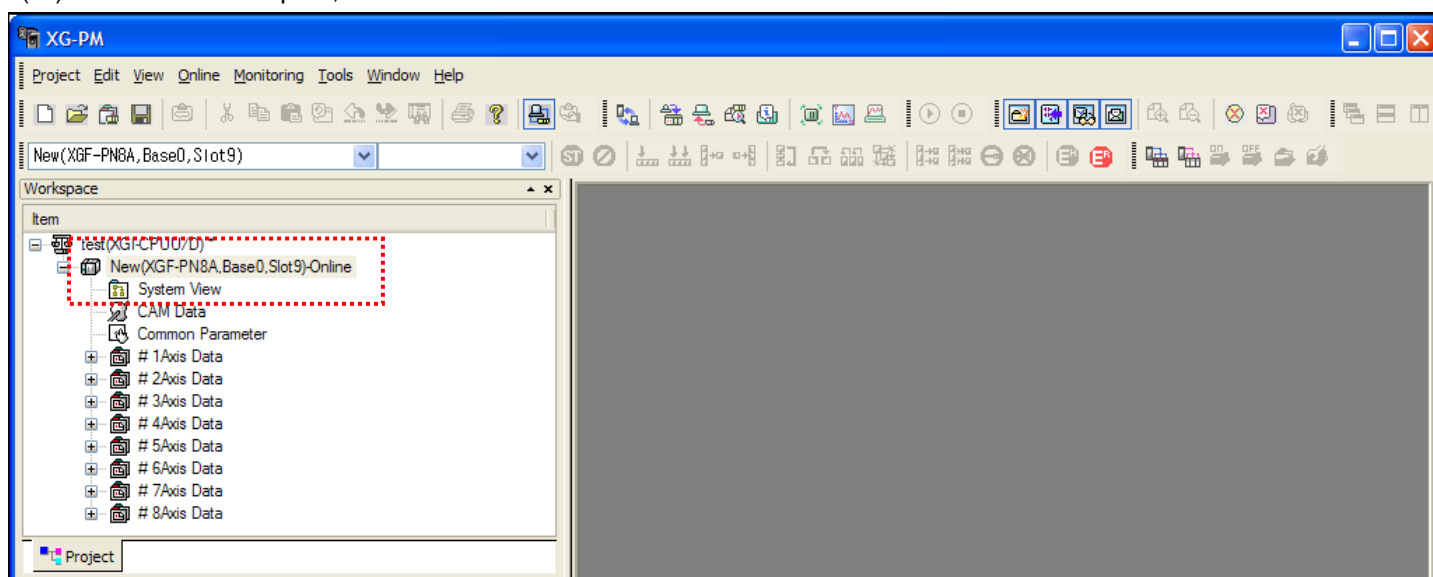 XG-PM
Project Edit View Online Monitoring Tools Window Help
New(XGF-PN8A,Base0,Slot9)
Workspace
Item
test(XGI-CPUU/D) *
New(XGF-PN8A,Base0,Slot9)-Online
System View
CAM Data
Common Parameter
# 1Axis Data
# 2Axis Data
# 3Axis Data
# 4Axis Data
# 5Axis Data
# 6Axis Data
# 7Axis Data
# 8Axis Data
Project